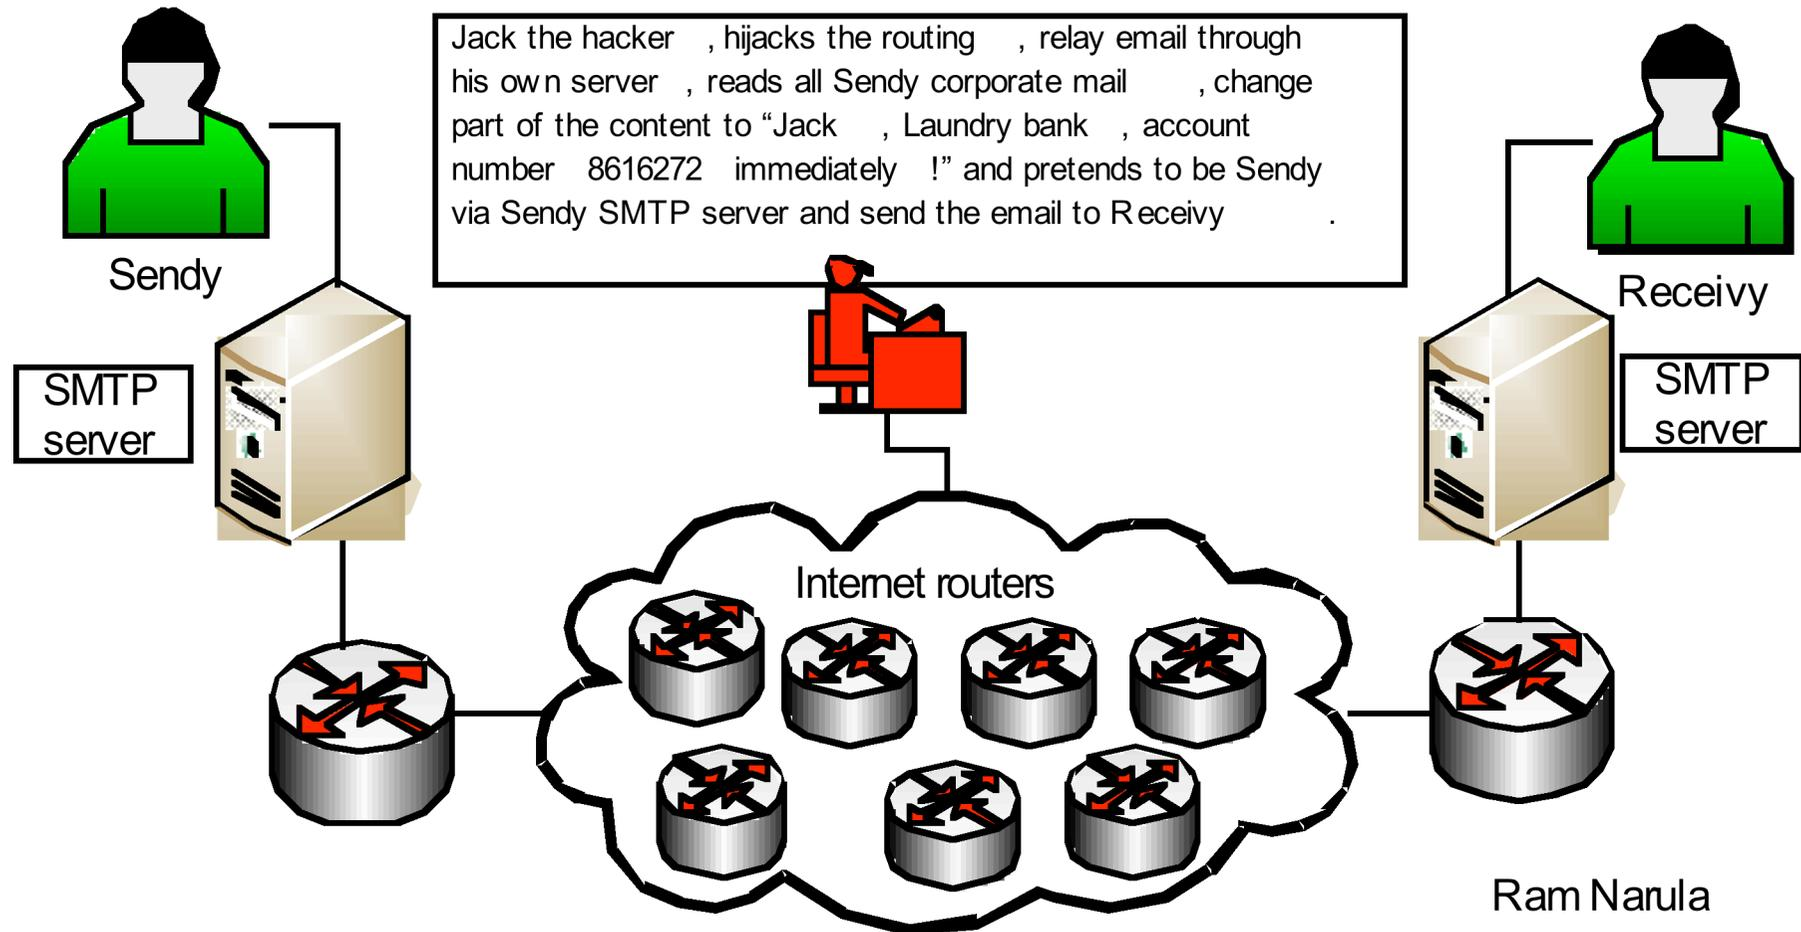 Jack the hacker , hijacks the routing , relay email through
his own server , reads all Sendy corporate mail , change
part of the content to “Jack , Laundry bank , account
number 8616272 immediately !” and pretends to be Sendy
via Sendy SMTP server and send the email to Receivy .
Sendy
Receivy
SMTP
server
SMTP
server
Internet routers
Ram Narula